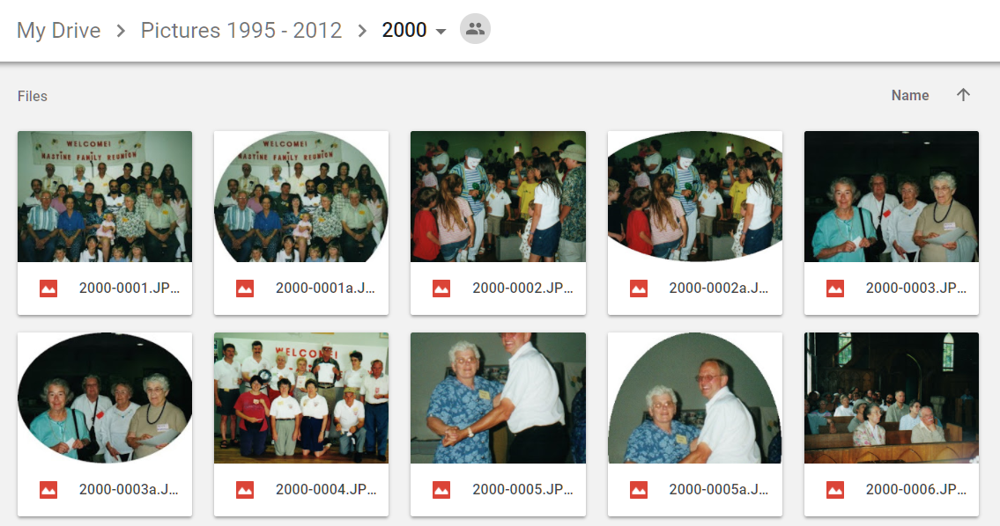 My Drive > Pictures 1995 - 2012 > 2000
Files
Name
WELCOME!
NASTINE FAMILY REUNION
WELCOME!
NASTINE FAMILY REUNION
2000-0001.JP...
2000-0001a.J...
2000-0002.JP...
2000-0002a.J...
2000-0003.JP...
WELCOME!
2000-0003a.J...
2000-0004.JP...
2000-0005.JP...
2000-0005a.J...
2000-0006.JP...